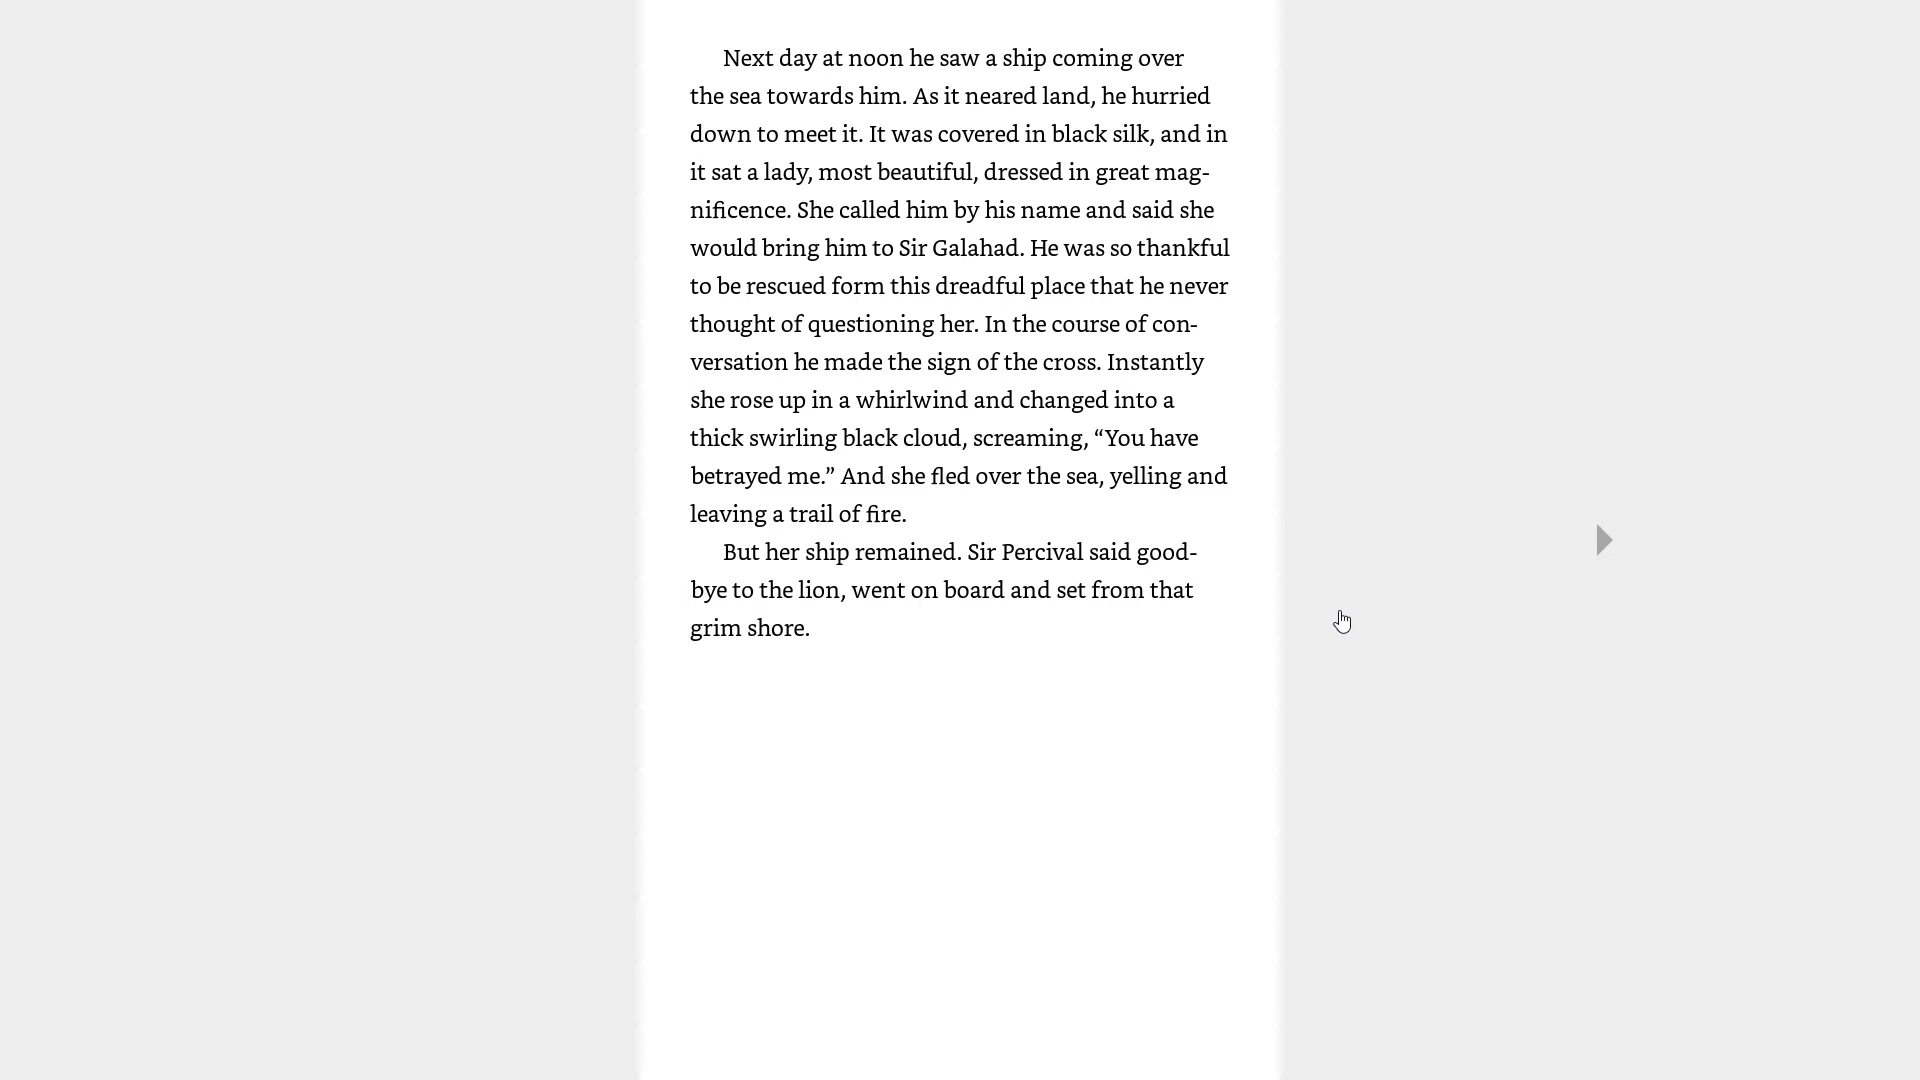 Next day at noon he saw a ship coming over
the sea towards him. As it neared land, he hurried
down to meet it. It was covered in black silk, and in
it sat a lady, most beautiful, dressed in great mag-
nificence. She called him by his name and said she
would bring him to Sir Galahad. He was so thankful
to be rescued form this dreadful place that he never
thought of questioning her. In the course of con-
versation he made the sign of the cross. Instantly
she rose up in a whirlwind and changed into a
thick swirling black cloud, screaming, “You have
betrayed me.” And she fled over the sea, yelling and
leaving a trail of fire.
But her ship remained. Sir Percival said good-
bye to the lion, went on board and set from that
grim shore.